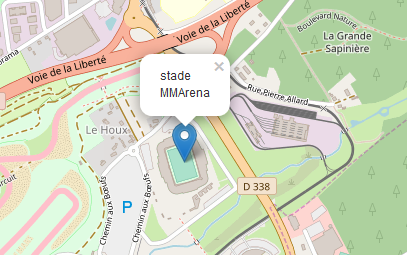 Boulevard Nature
La Grande
Sapinière
Voie de la Liberté
Voie de la Liberté
stade
MMArena
×
Rue Pierre Allard
Le Houx
D 338
Chemin aux Bœufs
Chemin aux Bœufs
P